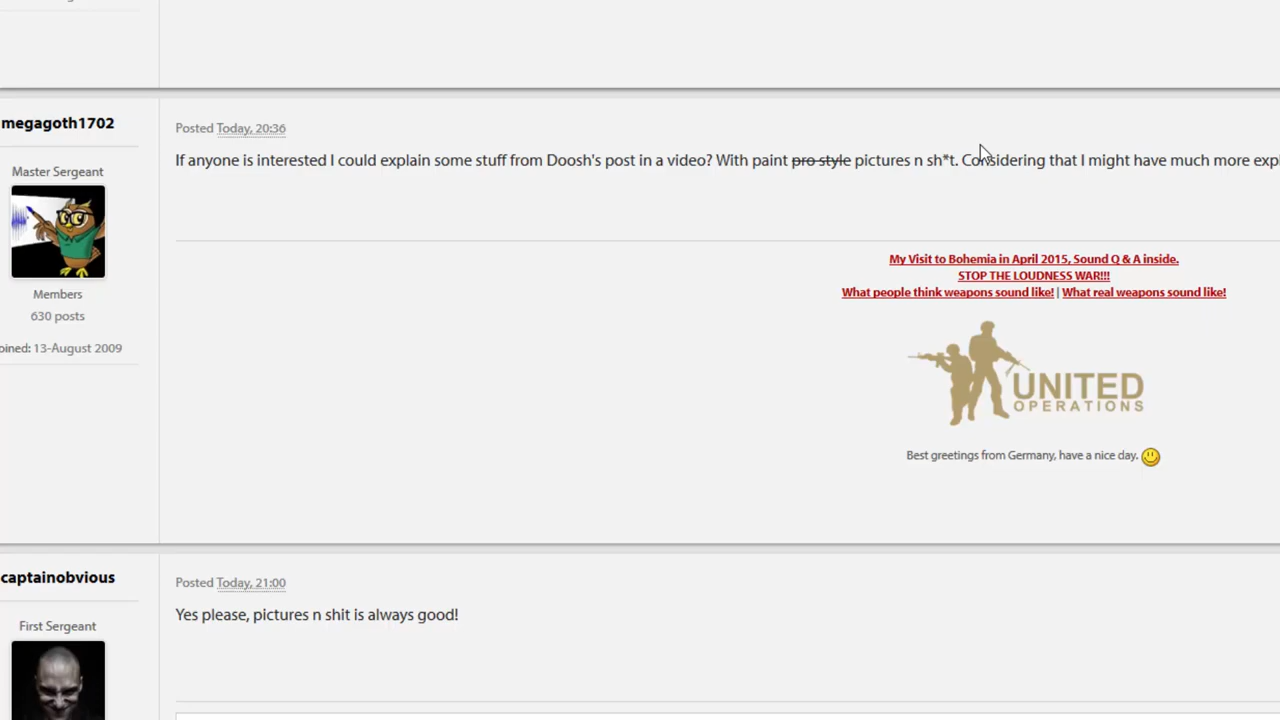 megagoth1702
Posted Today, 20:36
Master Sergeant
If anyone is interested I could explain some stuff from Doosh's post in a video? With paint pro style pictures n sh*t. Considering that I might have much more expl
Members
630 posts
oined: 13-August 2009
My Visit to Bohemia in April 2015, Sound Q & A inside.
STOP THE LOUDNESS WAR!!!
What people think weapons sound like! | What real weapons sound like!
UNITED
OPERATIONS
Best greetings from Germany, have a nice day.
captainobvious
Posted Today, 21:00
First Sergeant
Yes please, pictures n shit is always good!